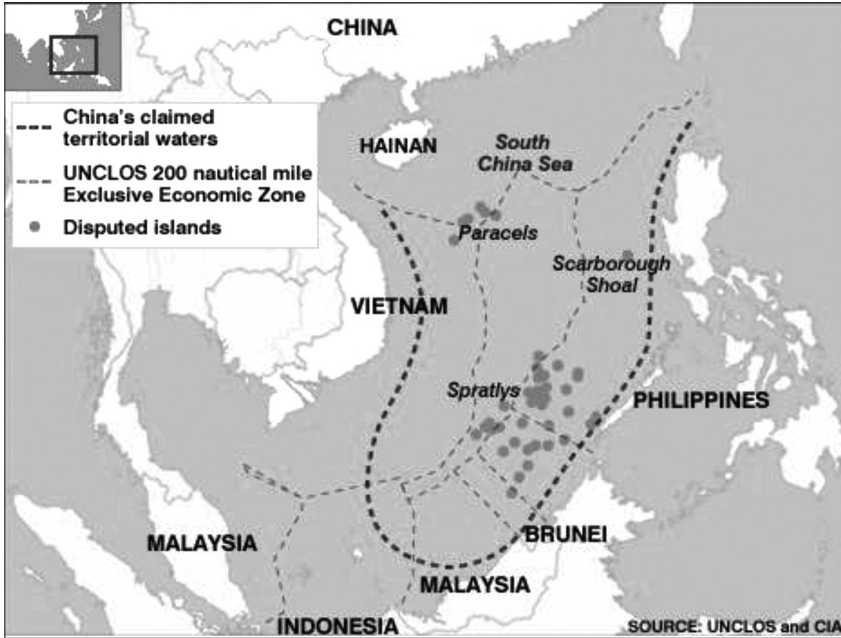 CHINA
China's claimed
territorial waters
UNCLOS 200 nautical mile
Exclusive Economic Zone
Disputed islands
HAINAN
South
China Sea
Paracels
Scarborough
Shoal
VIETNAM
Spratlys
PHILIPPINES
MALAYSIA
BRUNEI
MALAYSIA
INDONESIA
SOURCE: UNCLOS and CIA